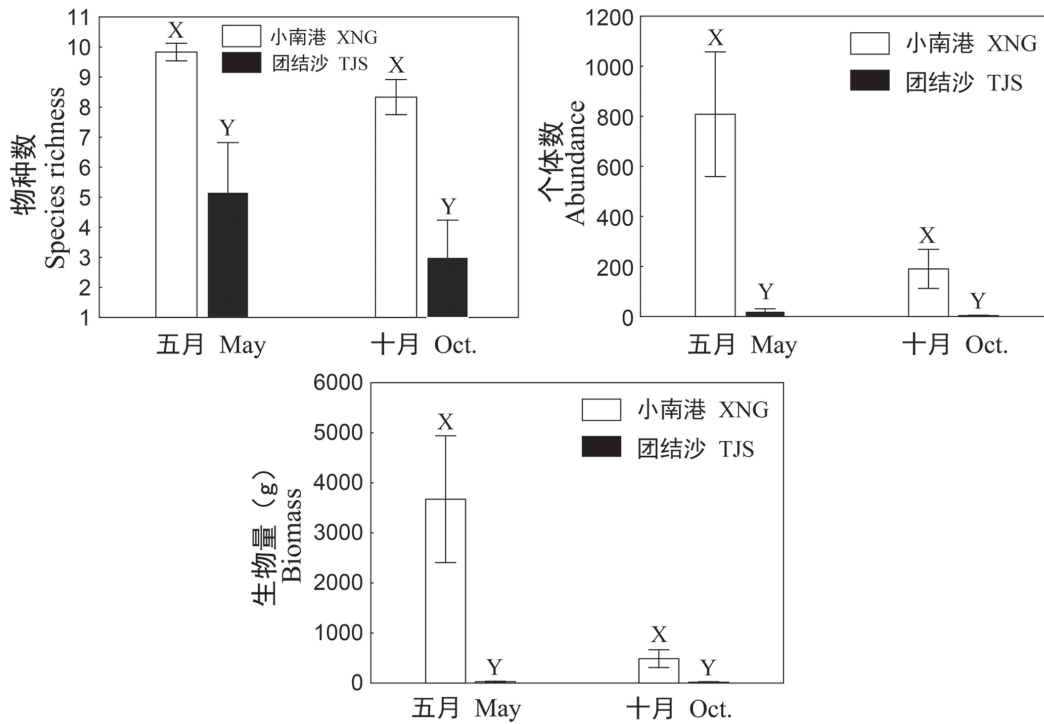 物种数
Species richness
11
10
9
8
7
6
5
4
3
2
1
小南港 XNG
团结沙 TJS
X
Y
X
Y
五月 May
十月 Oct.
个体数
Abundance
1200
1000
800
600
400
200
0
小南港 XNG
团结沙 TJS
X
Y
X
Y
五月 May
十月 Oct.
生物量（g）
Biomass
6000
5000
4000
3000
2000
1000
0
小南港 XNG
团结沙 TJS
X
Y
X
Y
五月 May
十月 Oct.